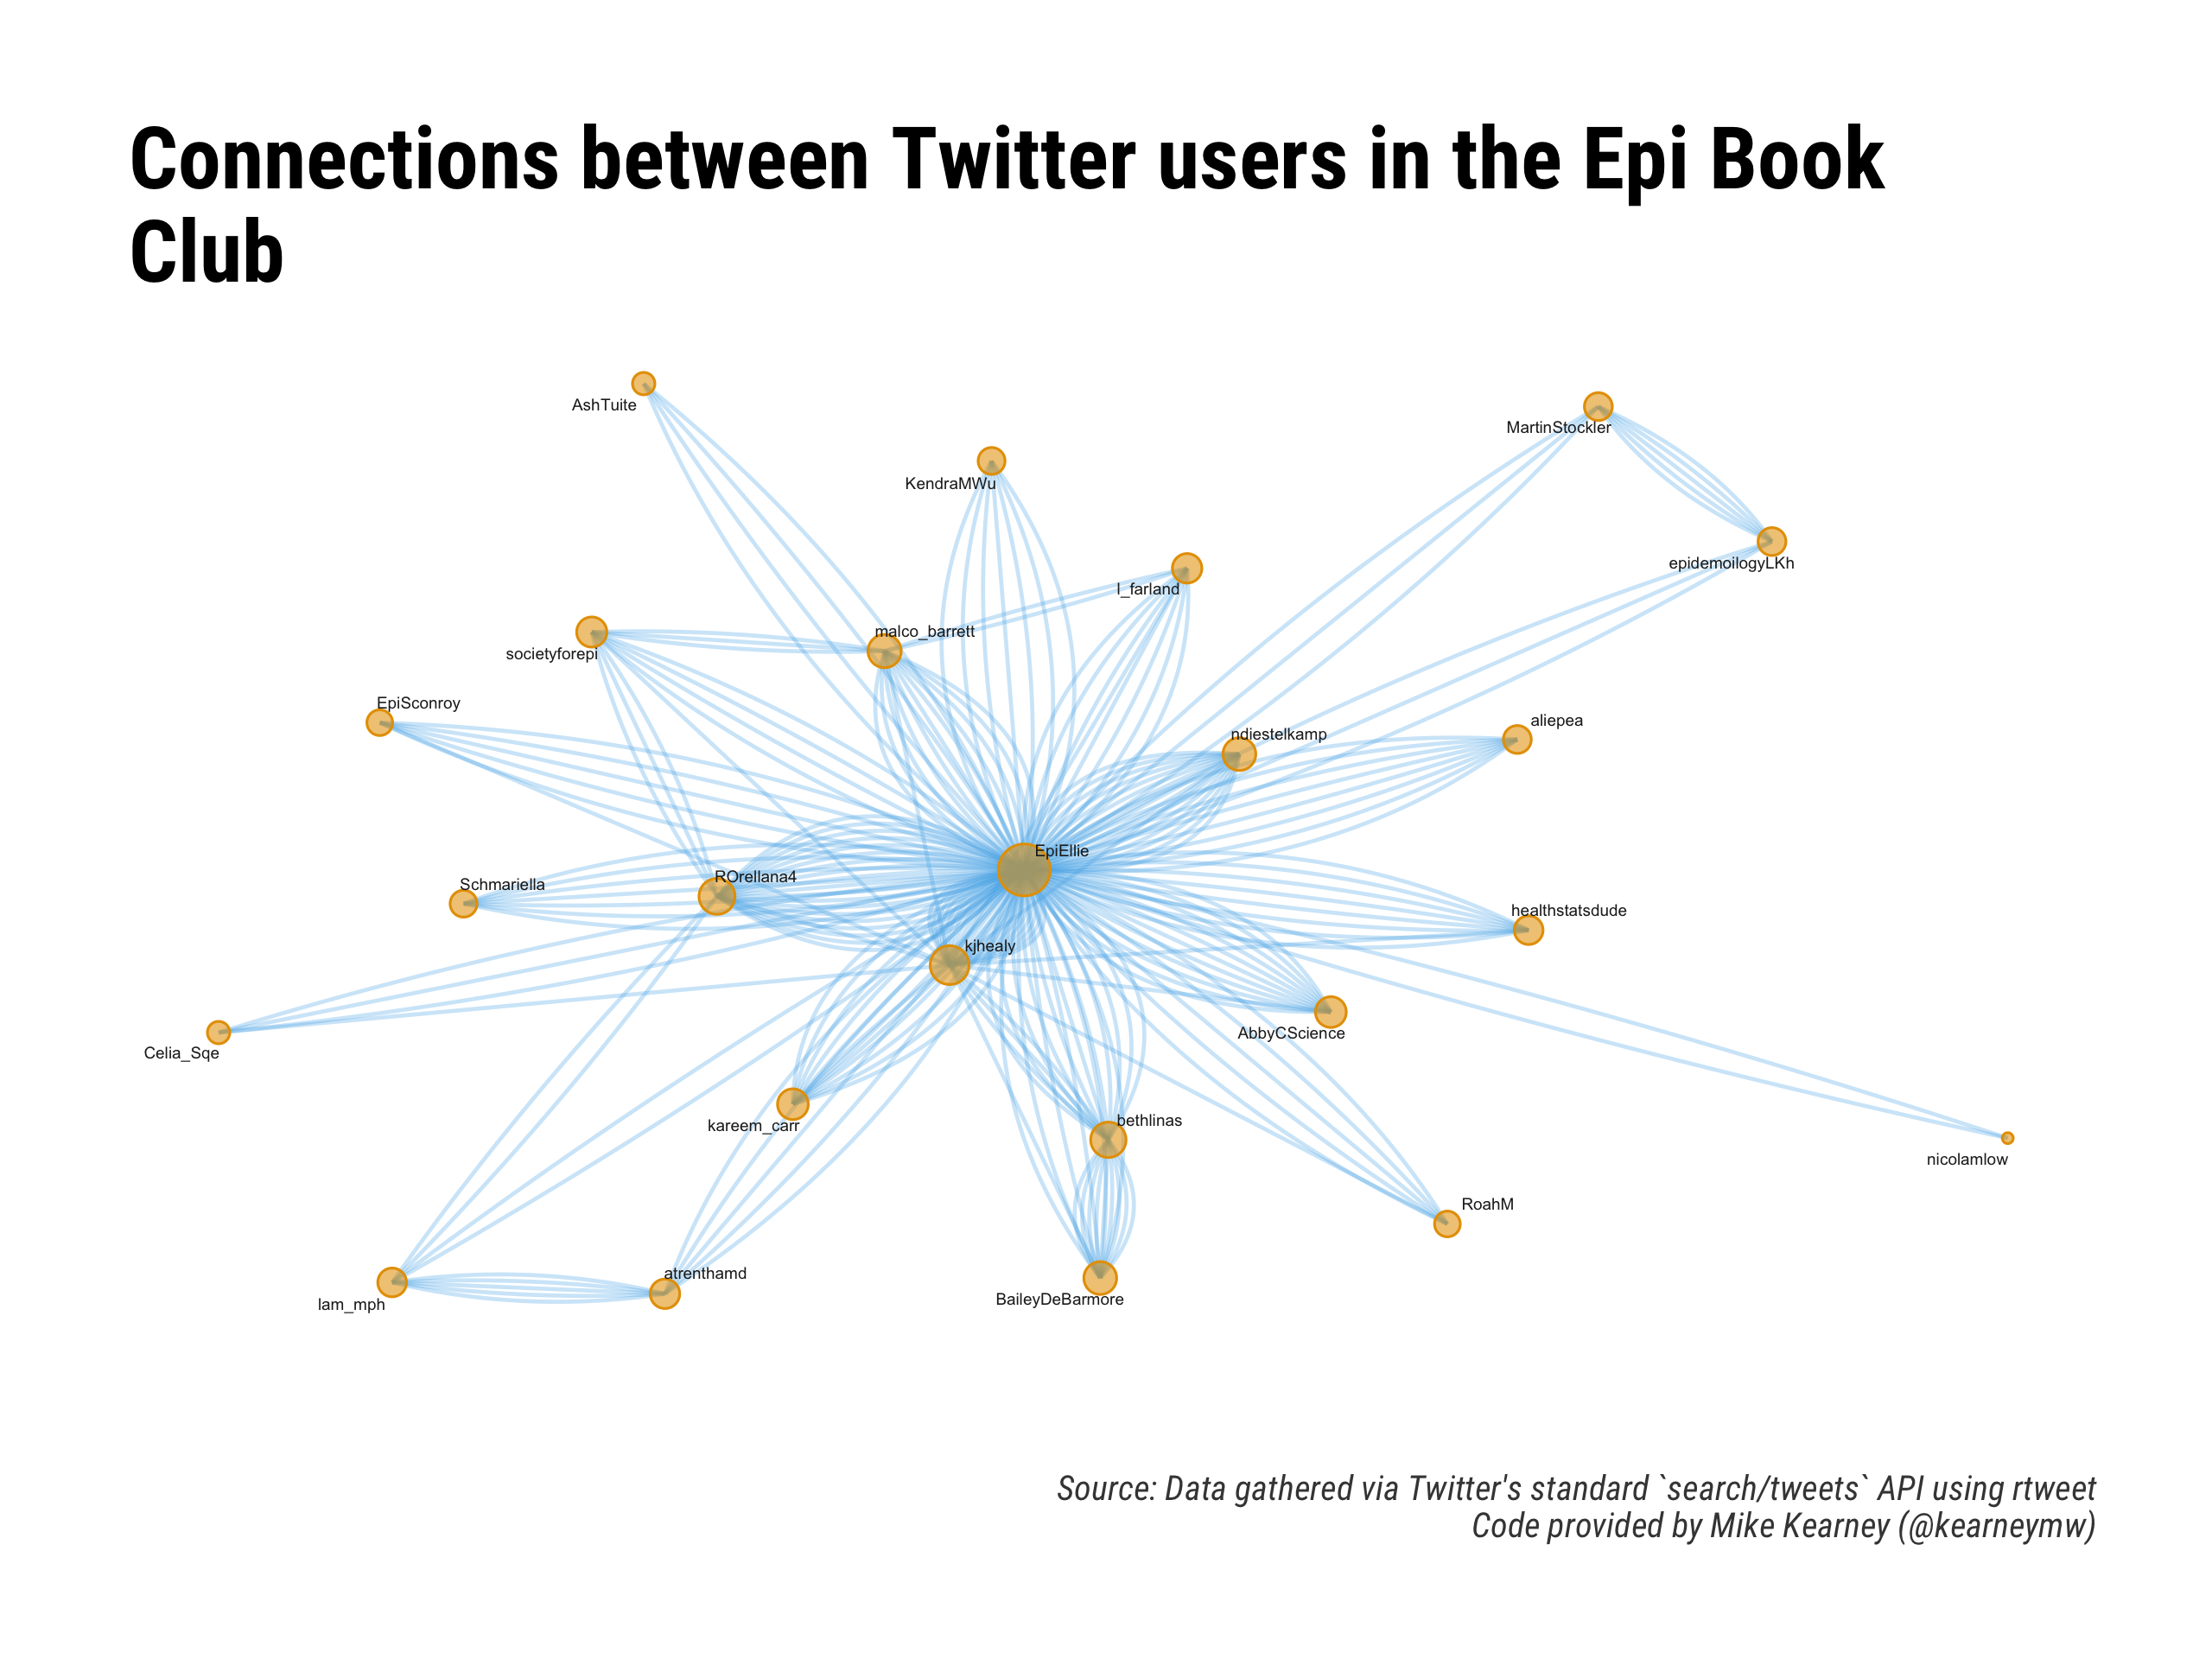 Connections between Twitter users in the Epi Book
Club
AshTuite
MartinStockler
KendraMWu
epidemoilogyLKh
l_farland
malco_barrett
societyforepi
EpiSconroy
aliepea
ndiestelkamp
EpiEllie
ROrellana4
Schmariella
healthstatsdude
kjhealy
AbbyCScience
Celia_Sqe
bethlinas
kareem_carr
nicolamlow
RoahM
atrenthamd
BaileyDeBarmore
lam_mph
Source: Data gathered via Twitter's standard `search/tweets` API using rtweet
Code provided by Mike Kearney (@kearneymw)